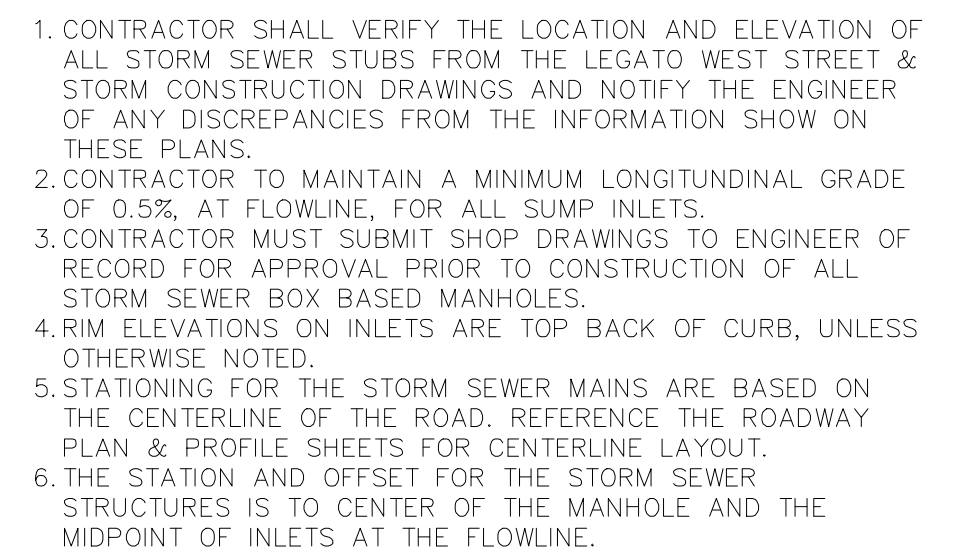 1. CONTRACTOR SHALL VERIFY THE LOCATION AND ELEVATION OF
ALL STORM SEWER STUBS FROM THE LEGATO WEST STREET &
STORM CONSTRUCTION DRAWINGS AND NOTIFY THE ENGINEER
OF ANY DISCREPANCIES FROM THE INFORMATION SHOW ON
THESE PLANS.
2. CONTRACTOR TO MAINTAIN A MINIMUM LONGITUNDINAL GRADE
OF 0.5%, AT FLOWLINE, FOR ALL SUMP INLETS.
3. CONTRACTOR MUST SUBMIT SHOP DRAWINGS TO ENGINEER OF
RECORD FOR APPROVAL PRIOR TO CONSTRUCTION OF ALL
STORM SEWER BOX BASED MANHOLES.
4. RIM ELEVATIONS ON INLETS ARE TOP BACK OF CURB, UNLESS
OTHERWISE NOTED.
5. STATIONING FOR THE STORM SEWER MAINS ARE BASED ON
THE CENTERLINE OF THE ROAD. REFERENCE THE ROADWAY
PLAN & PROFILE SHEETS FOR CENTERLINE LAYOUT.
6. THE STATION AND OFFSET FOR THE STORM SEWER
STRUCTURES IS TO CENTER OF THE MANHOLE AND THE
MIDPOINT OF INLETS AT THE FLOWLINE.